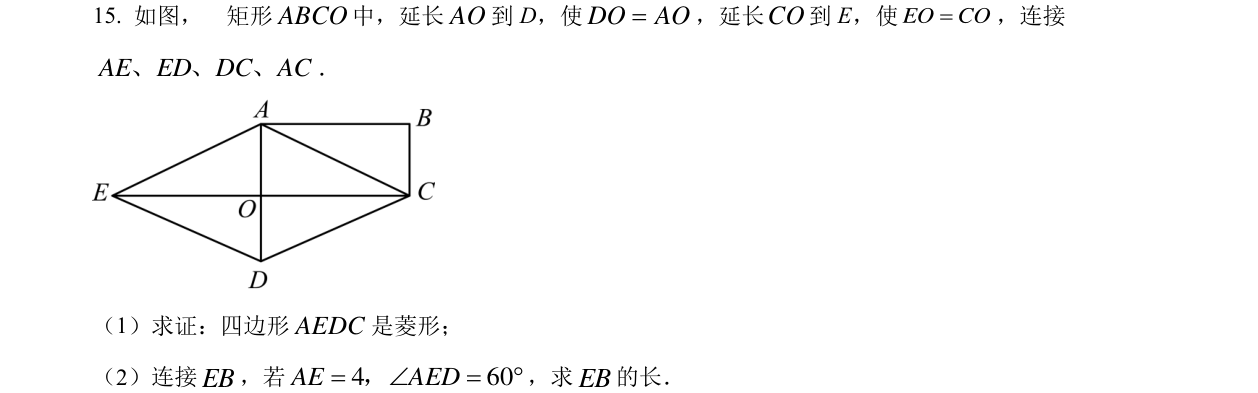 15. 如图， 矩形ABCO中，延长AO到D，使DO = AO，延长CO到E，使EO = CO，连接
AE、ED、DC、AC．
A
B
E
O
C
D
（1）求证：四边形AEDC是菱形；
（2）连接EB，若AE = 4，∠AED = 60°，求EB的长．